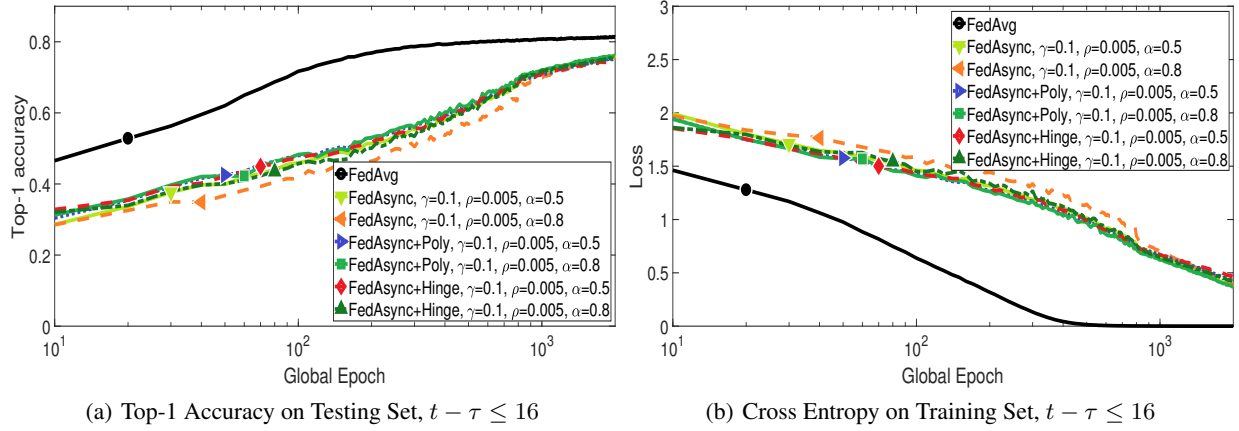 0.8
0.6
0.4
0.2
0
Top-1 accuracy
10^1
10^2
10^3
Global Epoch
FedAvg
FedAsync, γ=0.1, ρ=0.005, α=0.5
FedAsync, γ=0.1, ρ=0.005, α=0.8
FedAsync+Poly, γ=0.1, ρ=0.005, α=0.5
FedAsync+Poly, γ=0.1, ρ=0.005, α=0.8
FedAsync+Hinge, γ=0.1, ρ=0.005, α=0.5
FedAsync+Hinge, γ=0.1, ρ=0.005, α=0.8
(a) Top-1 Accuracy on Testing Set, t − τ ≤ 16
3
2.5
2
1.5
1
0.5
0
Loss
10^1
10^2
10^3
Global Epoch
FedAvg
FedAsync, γ=0.1, ρ=0.005, α=0.5
FedAsync, γ=0.1, ρ=0.005, α=0.8
FedAsync+Poly, γ=0.1, ρ=0.005, α=0.5
FedAsync+Poly, γ=0.1, ρ=0.005, α=0.8
FedAsync+Hinge, γ=0.1, ρ=0.005, α=0.5
FedAsync+Hinge, γ=0.1, ρ=0.005, α=0.8
(b) Cross Entropy on Training Set, t − τ ≤ 16